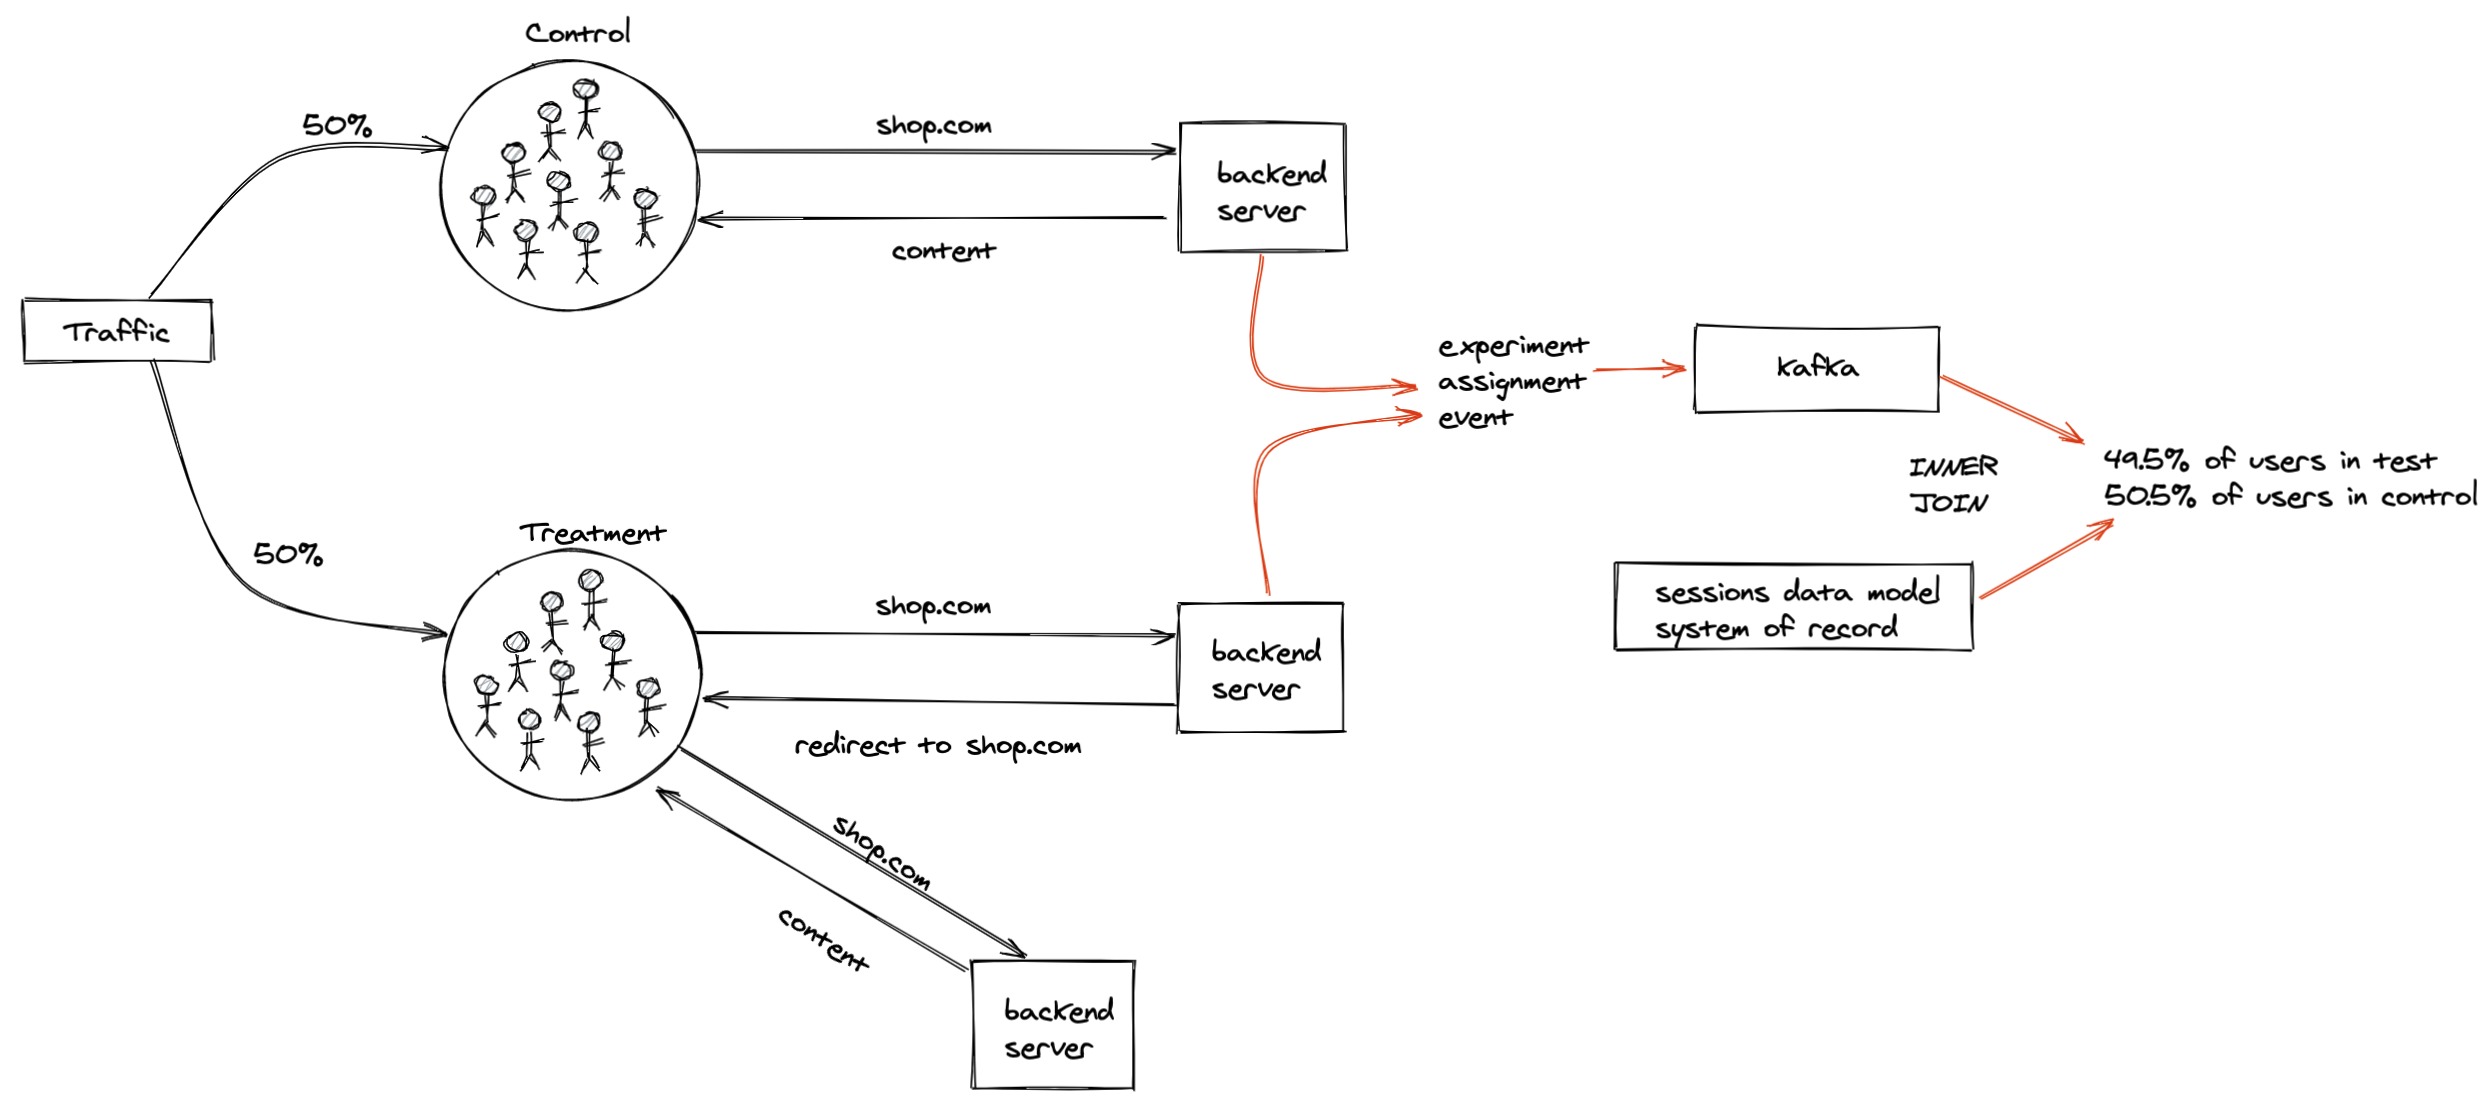 Control
50%
shop.com
backend
server
content
Traffic
experiment
assignment
event
kafka
INNER
JOIN
49.5% of users in test
50.5% of users in control
50%
Treatment
shop.com
backend
server
redirect to shop.com
sessions data model
system of record
shop.com
content
backend
server